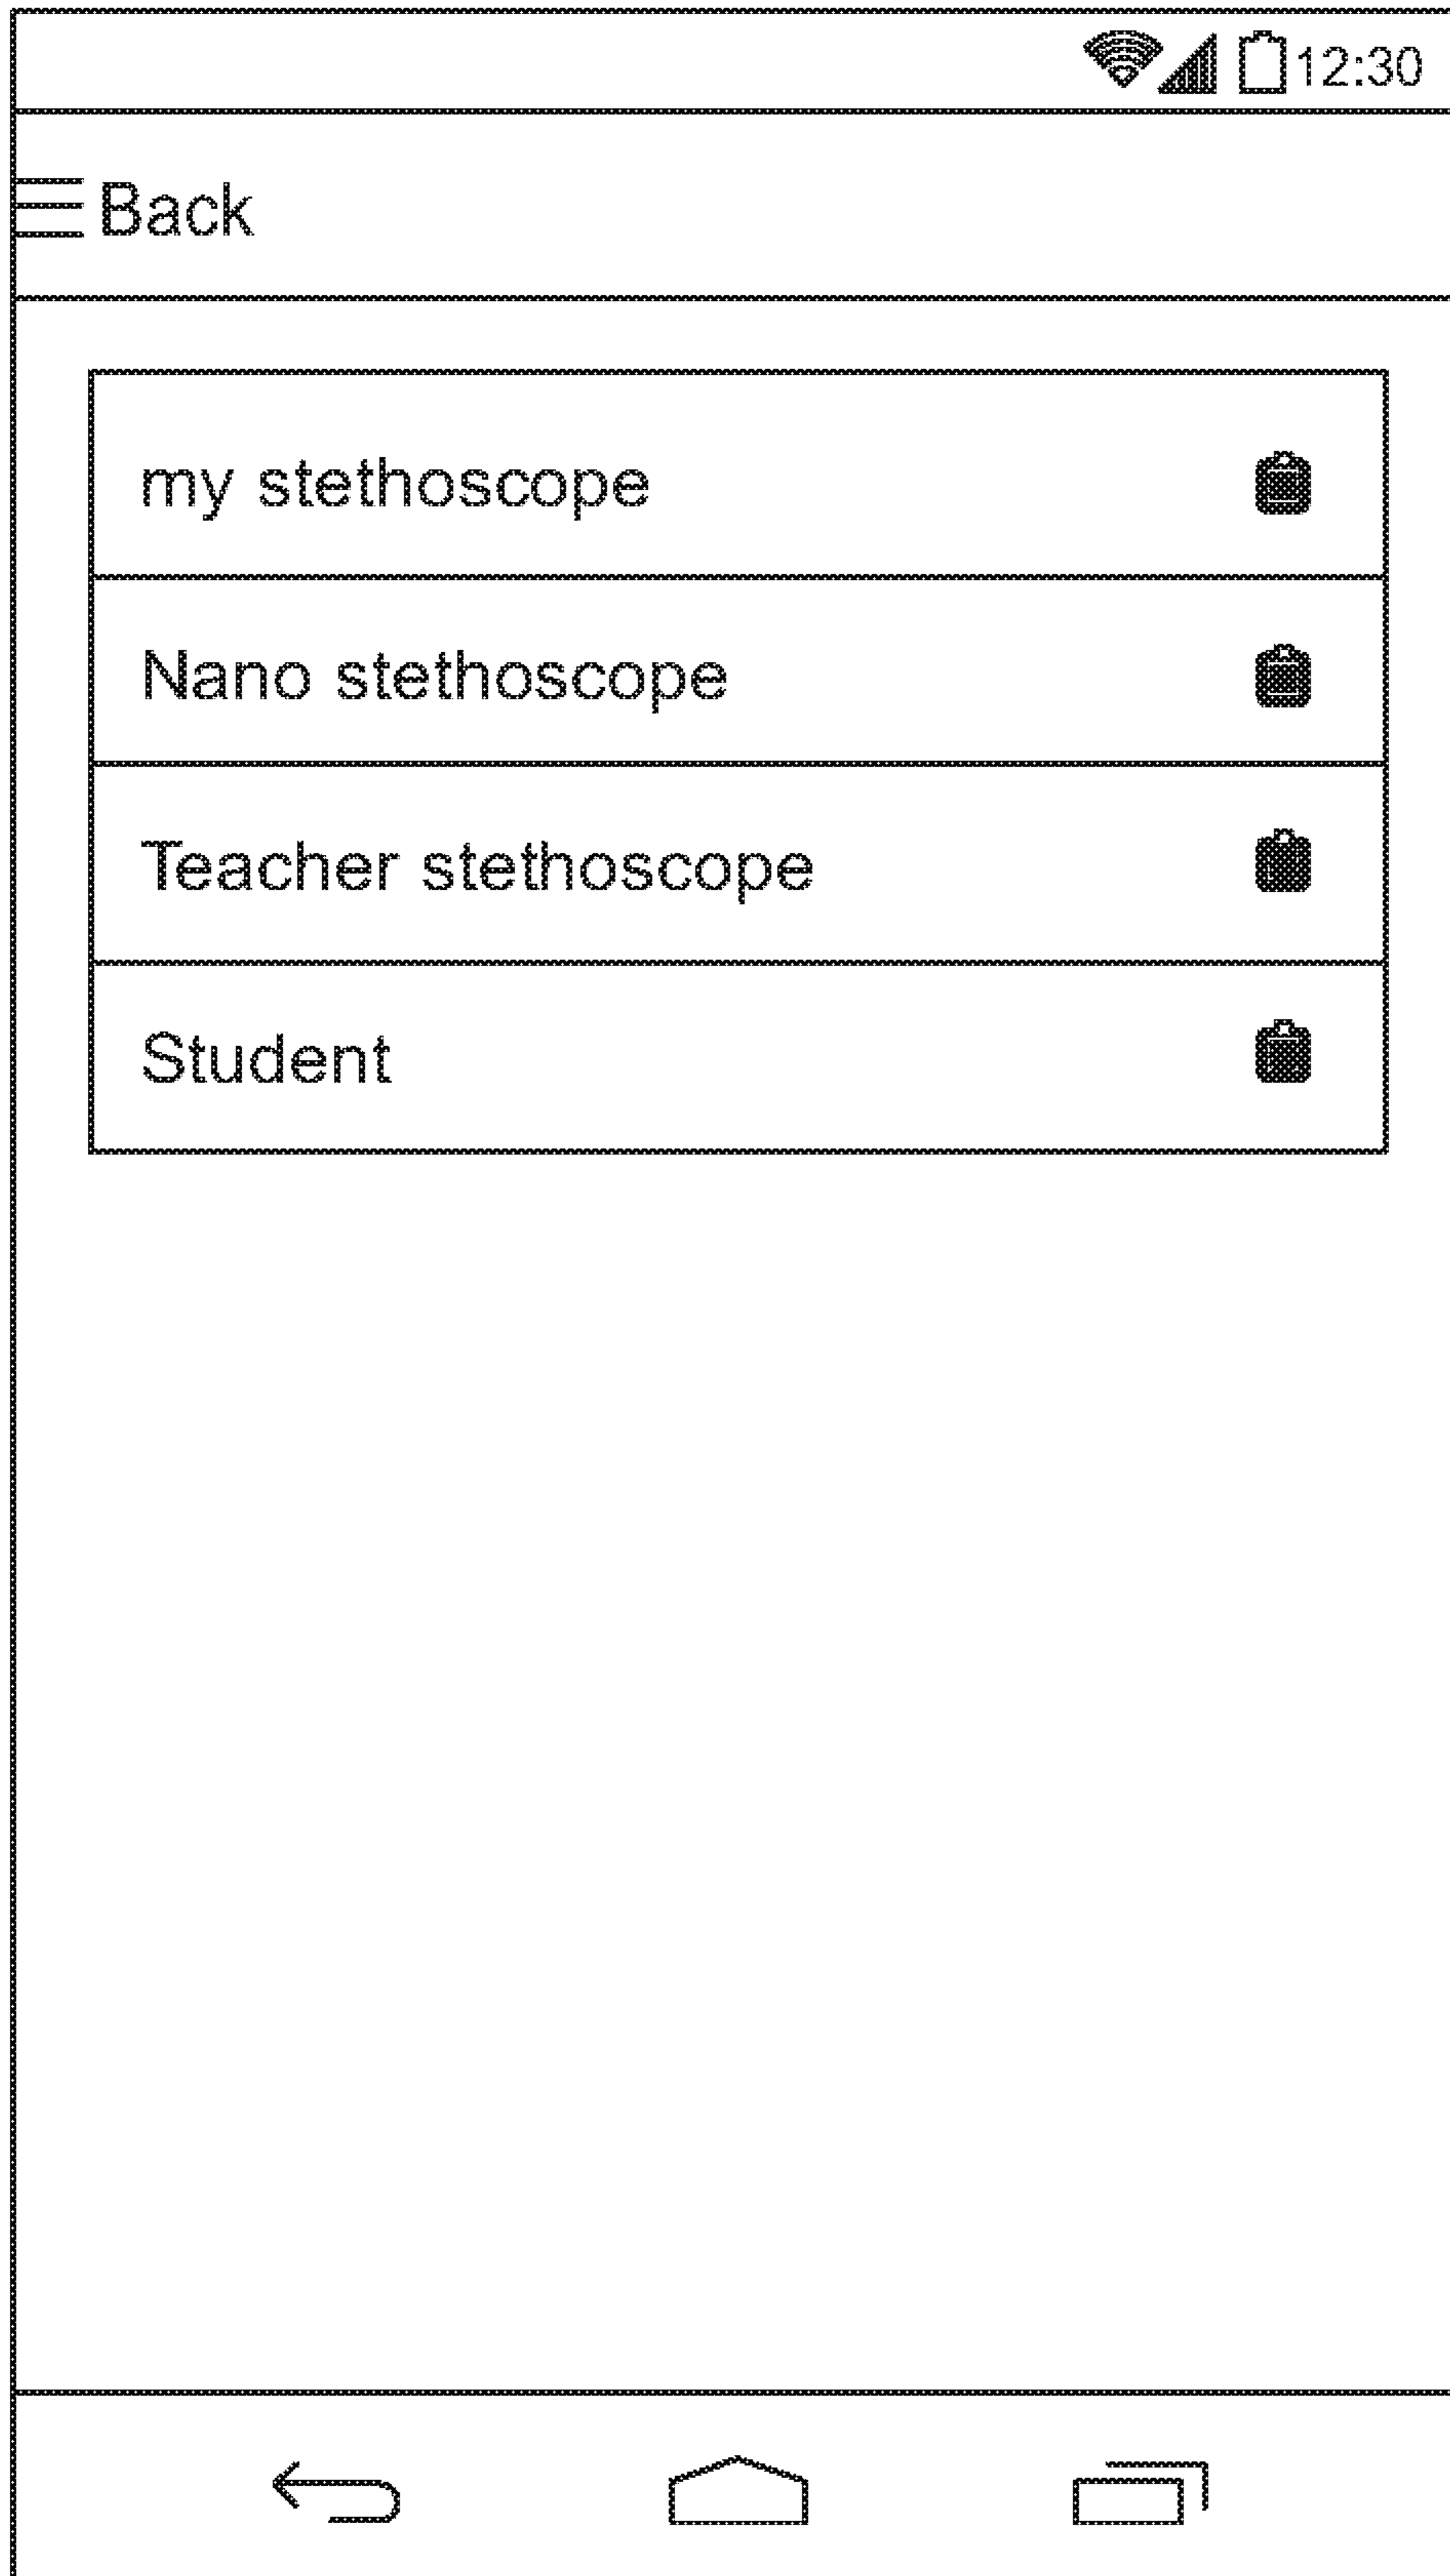 12:30
Back
my stethoscope
Nano stethoscope
Teacher stethoscope
Student